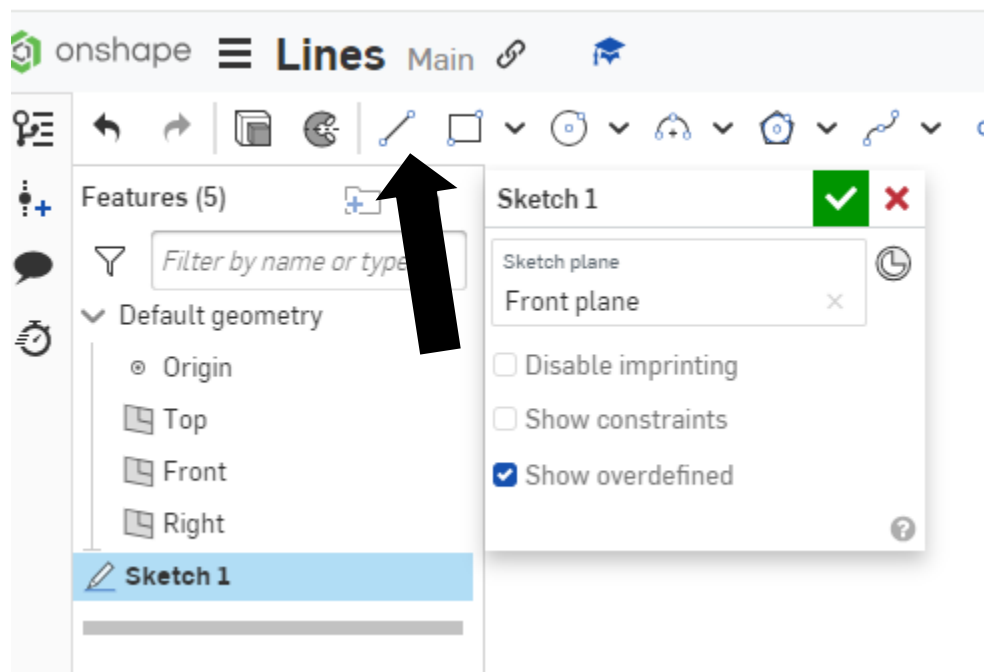 onshape Lines Main
Features (5)
Filter by name or type
Default geometry
Origin
Top
Front
Right
Sketch 1
Sketch 1
Sketch plane
Front plane
Disable imprinting
Show constraints
Show overdefined